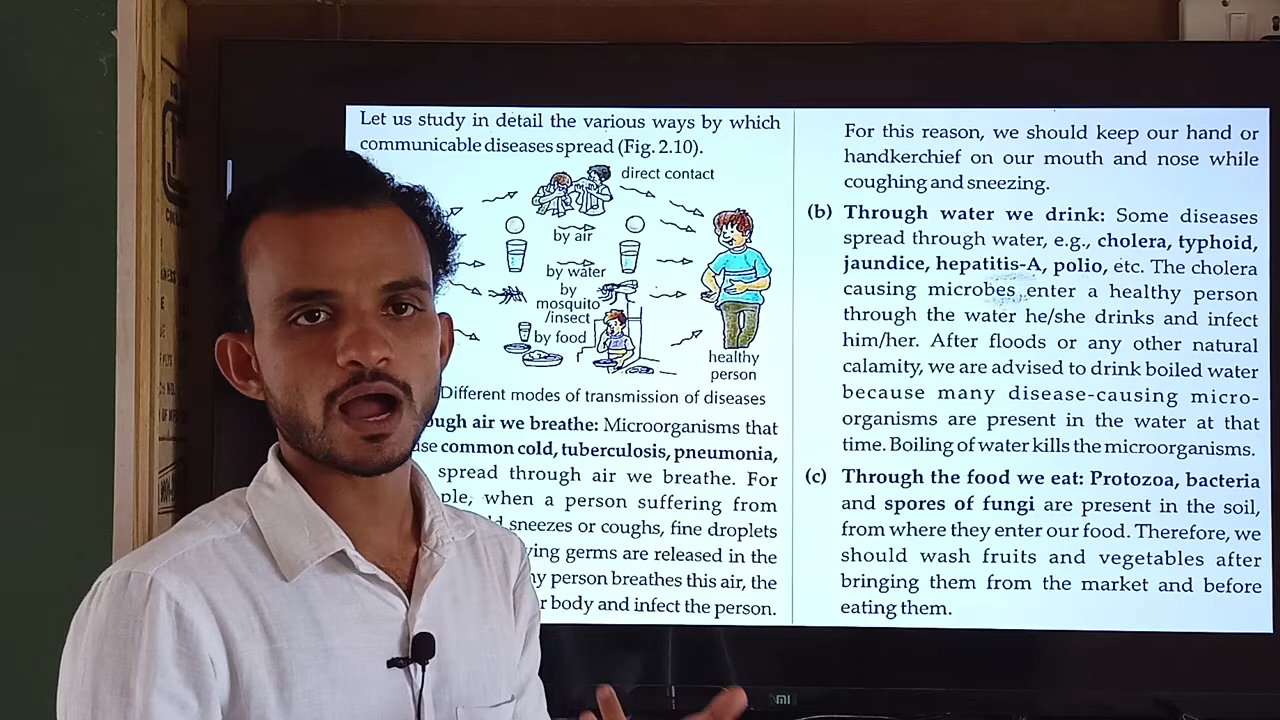 Let us study in detail the various ways by which
communicable diseases spread (Fig. 2.10).
direct contact
by air
by water
by
mosquito
/insect
by food
healthy
person
Different modes of transmission of diseases
air we breathe: Microorganisms that
common cold, tuberculosis, pneumonia,
spread through air we breathe. For
when a person suffering from
sneezes or coughs, fine droplets
germs are released in the
person breathes this air, the
body and infect the person.
For this reason, we should keep our hand or
handkerchief on our mouth and nose while
coughing and sneezing.
(b) Through water we drink: Some diseases
spread through water, e.g., cholera, typhoid,
jaundice, hepatitis-A, polio, etc. The cholera
causing microbes enter a healthy person
through the water he/she drinks and infect
him/her. After floods or any other natural
calamity, we are advised to drink boiled water
because many disease-causing micro-
organisms are present in the water at that
time. Boiling of water kills the microorganisms.
(c) Through the food we eat: Protozoa, bacteria
and spores of fungi are present in the soil,
from where they enter our food. Therefore, we
should wash fruits and vegetables after
bringing them from the market and before
eating them.
MI